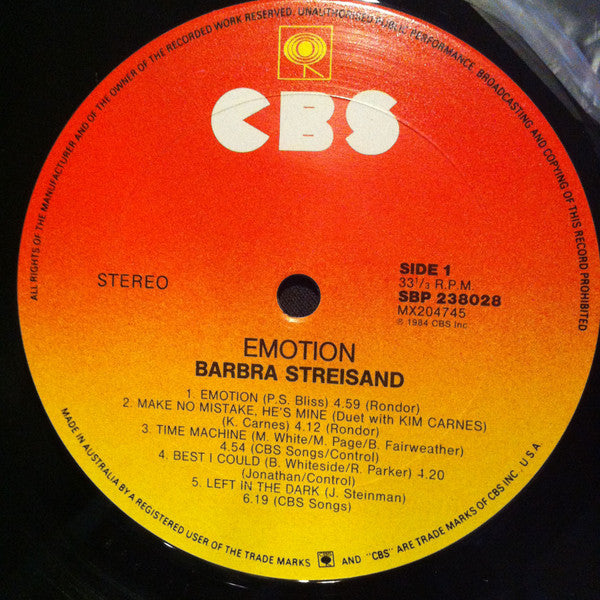 ALL RIGHTS OF THE MANUFACTURER AND OF THE OWNER OF THE RECORDED WORK RESERVED. UNAUTHORISED PUBLIC PERFORMANCE, BROADCASTING AND COPYING OF THIS RECORD PROHIBITED
CBS
STEREO
SIDE 1
33 1/3 R.P.M.
SBP 238028
MX204745
℗ 1984 CBS Inc
EMOTION
BARBRA STREISAND
1. EMOTION (P.S. Bliss) 4.59 (Rondor)
2. MAKE NO MISTAKE, HE'S MINE (Duet with KIM CARNES)
(K. Carnes) 4.12 (Rondor)
3. TIME MACHINE (M. White/M. Page/B. Fairweather)
4.54 (CBS Songs/Control)
4. BEST I COULD (B. Whiteside/R. Parker) 4.20
(Jonathan/Control)
5. LEFT IN THE DARK (J. Steinman)
6.19 (CBS Songs)
MADE IN AUSTRALIA BY A REGISTERED USER OF THE TRADE MARKS AND "CBS" ARE TRADE MARKS OF CBS INC. U.S.A.